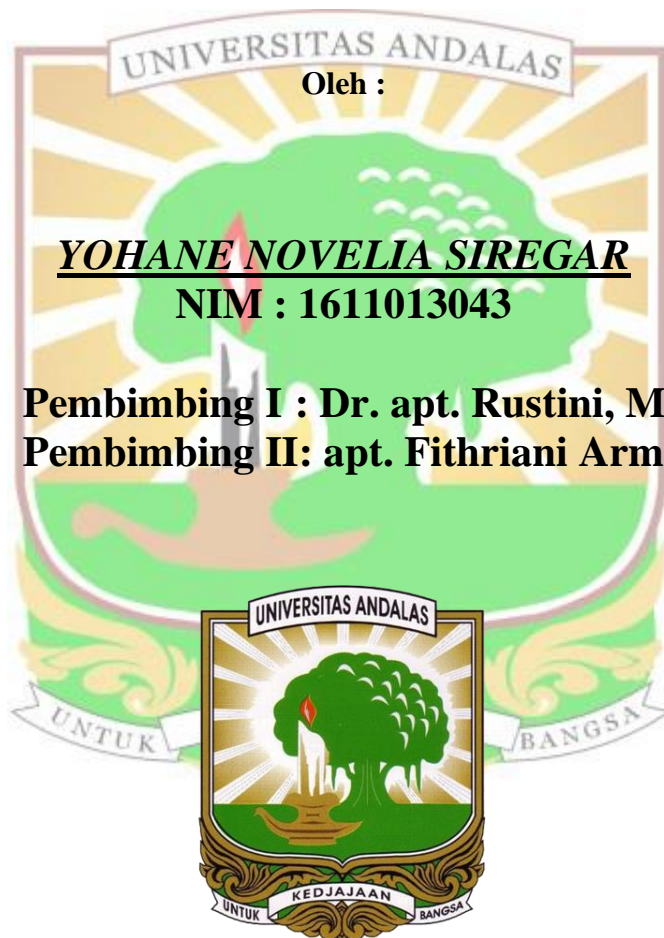 UNIVERSITAS ANDALAS
Oleh :
YOHANE NOVELIA SIREGAR
NIM : 1611013043
Pembimbing I : Dr. apt. Rustini, M
Pembimbing II: apt. Fithriani Arm
UNTUK BANGSA
UNIVERSITAS ANDALAS
KEDJAJAAN
UNTUK BANGSA